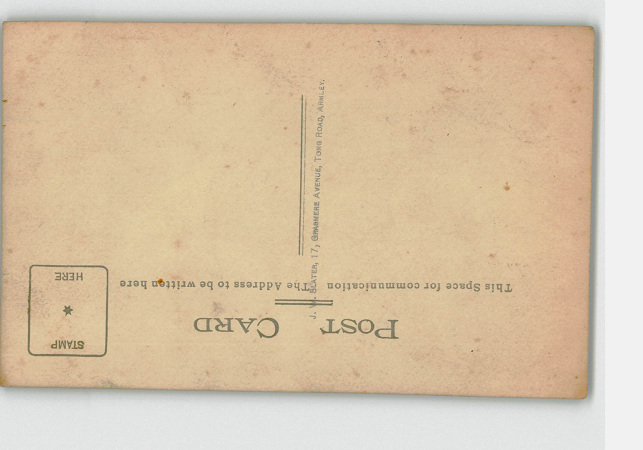 POST CARD
This Space for communication
The Address to be written here
STAMP
HERE
SLATER, 17, GRASMERE AVENUE, TONG ROAD, ARMLEY.